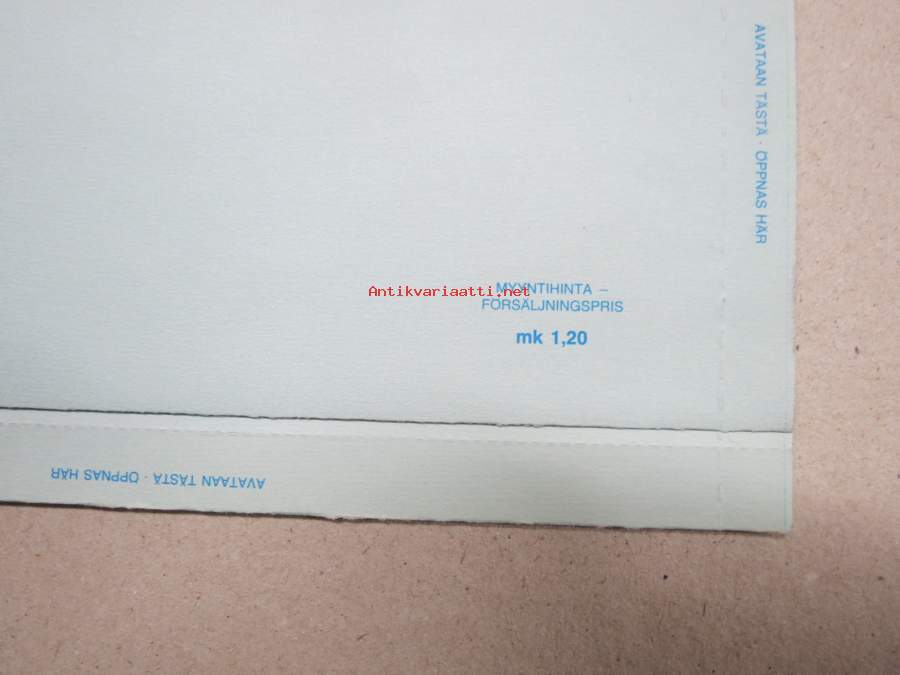 AVATAAN TÄSTÄ · ÖPPNAS HÄR
Antikvariaatti.net
MYYNTIHINTA –
FÖRSÄLJNINGSPRIS
mk 1,20
AVATAAN TÄSTÄ · ÖPPNAS HÄR